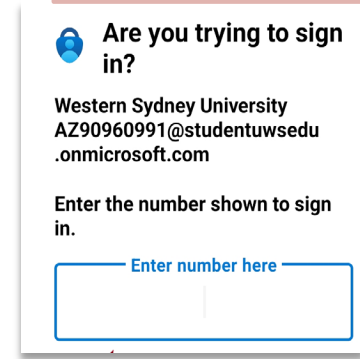 Are you trying to sign
in?
Western Sydney University
AZ90960991@studentuwsedu
.onmicrosoft.com
Enter the number shown to sign
in.
Enter number here